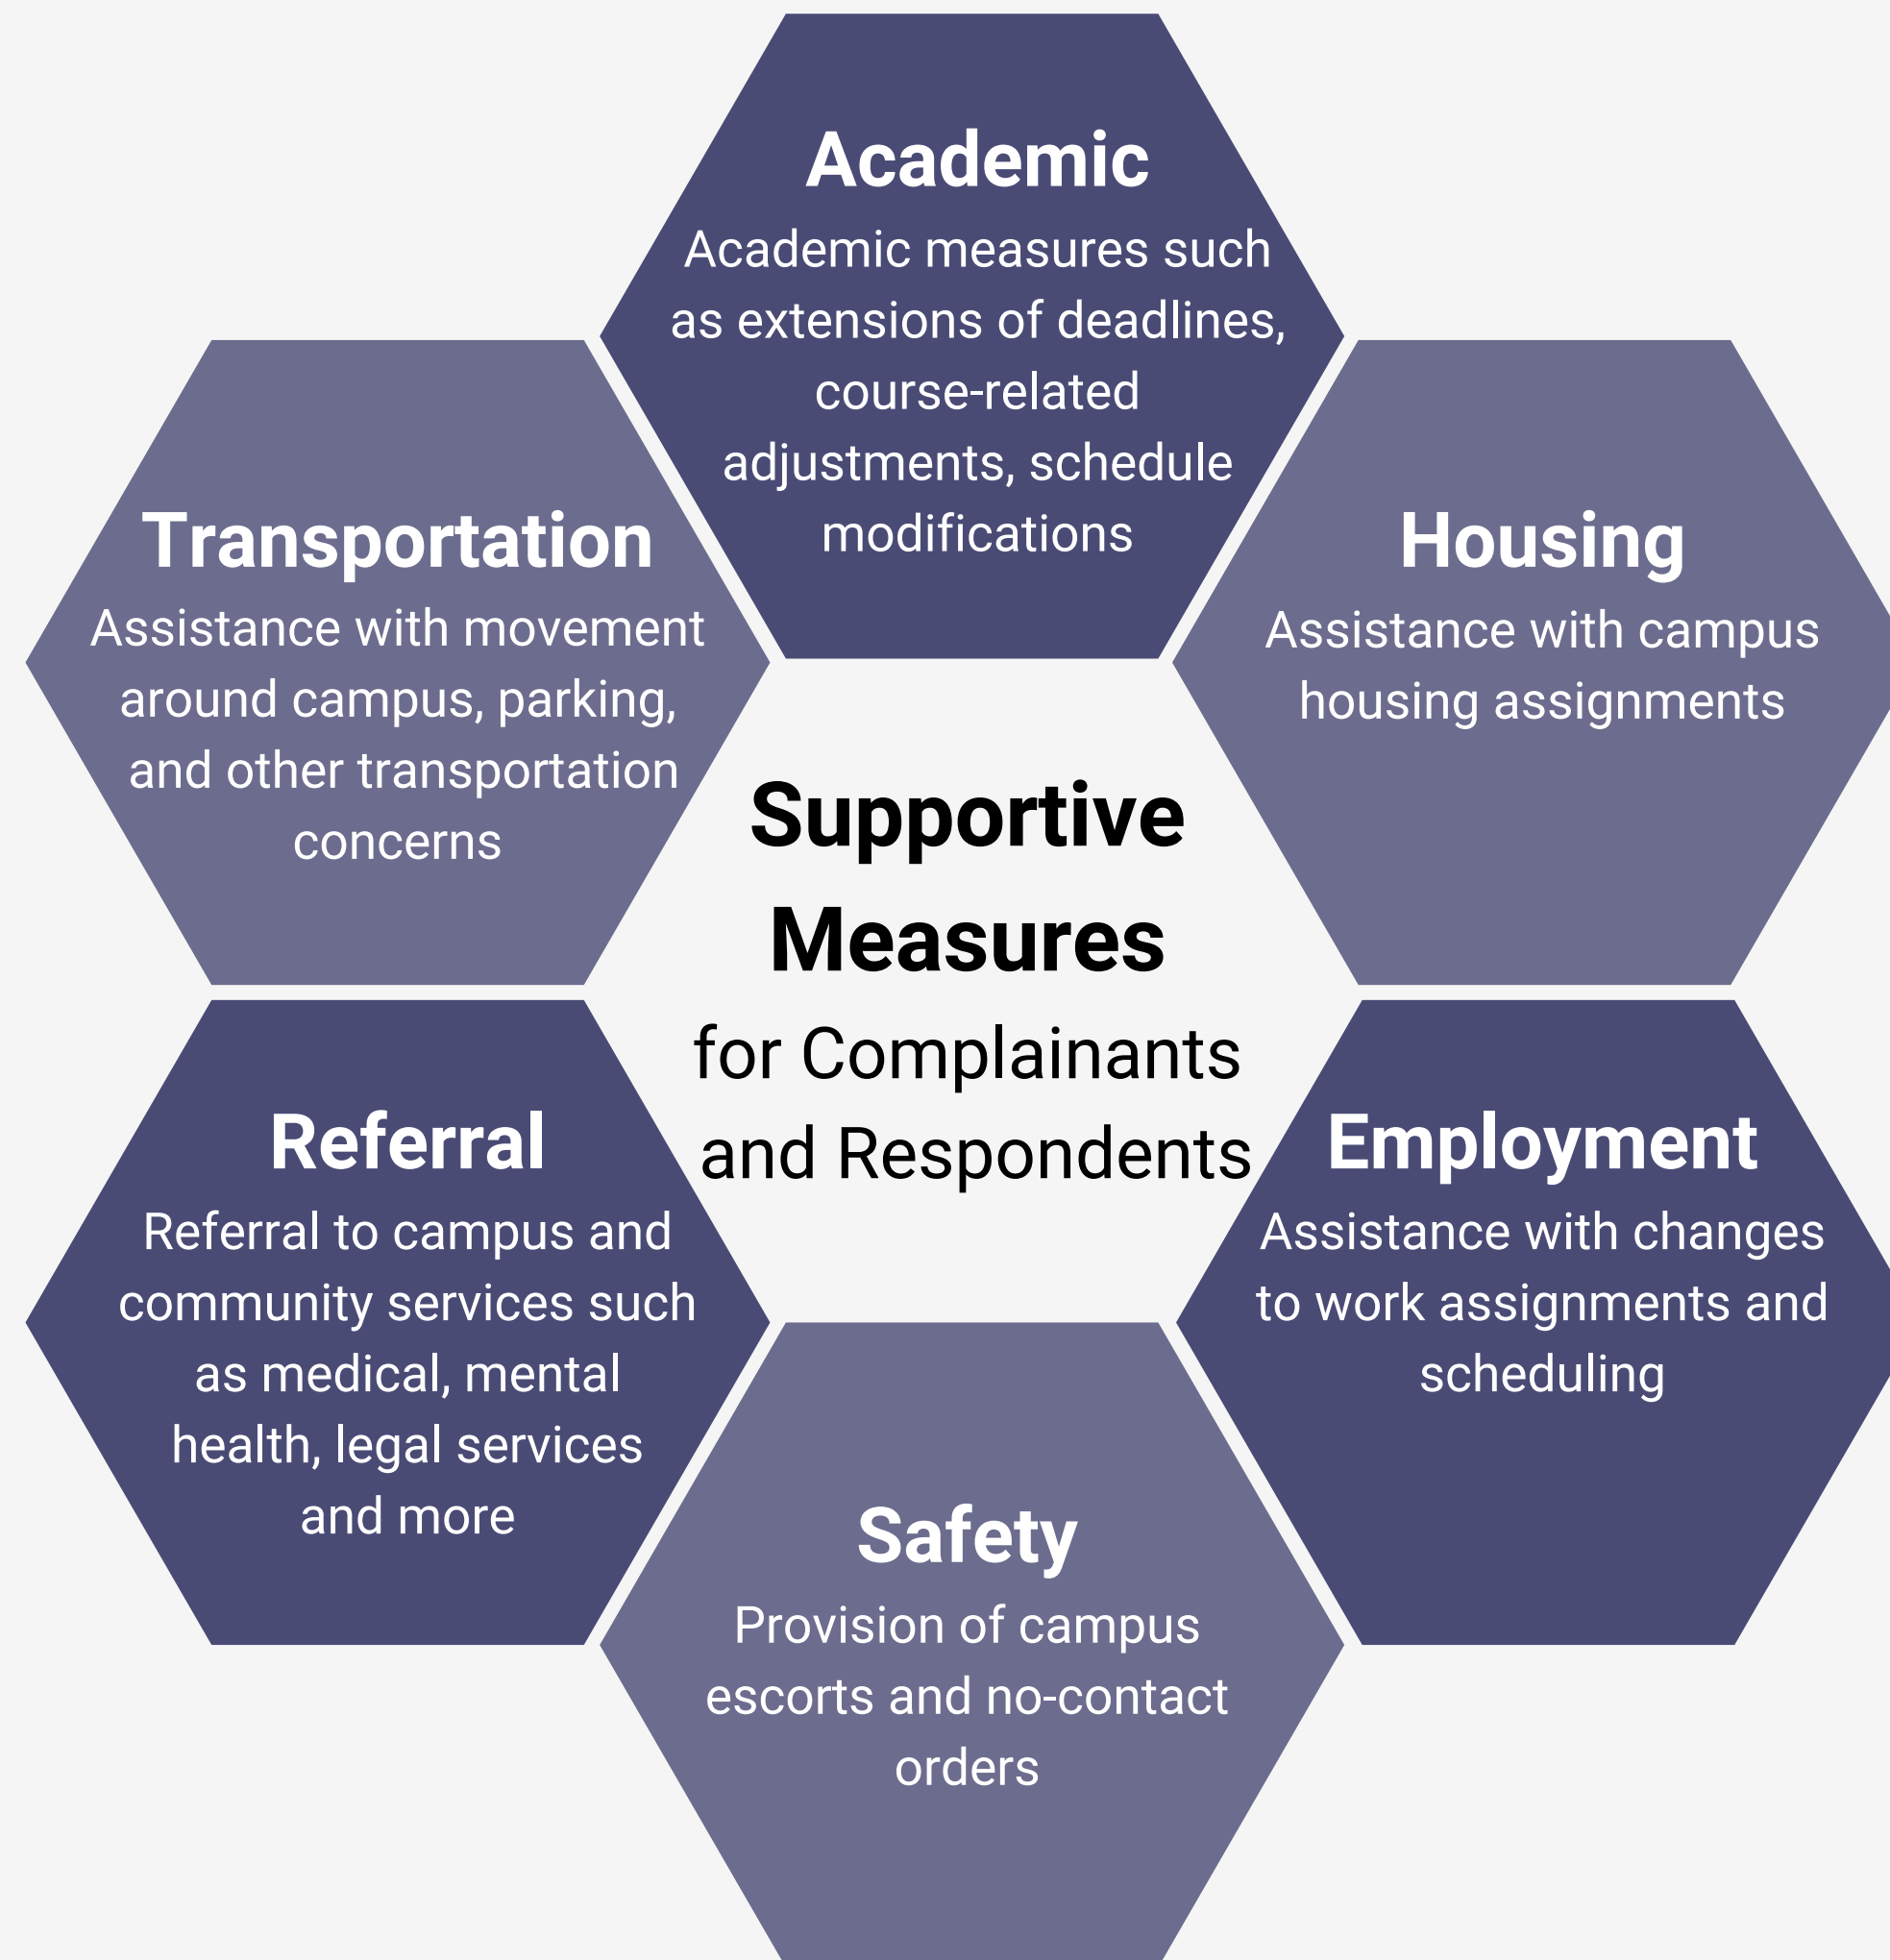 Academic
Academic measures such
as extensions of deadlines,
course-related
adjustments, schedule
modifications
Transportation
Assistance with movement
around campus, parking,
and other transportation
concerns
Housing
Assistance with campus
housing assignments
Supportive
Measures
for Complainants
and Respondents
Referral
Referral to campus and
community services such
as medical, mental
health, legal services
and more
Employment
Assistance with changes
to work assignments and
scheduling
Safety
Provision of campus
escorts and no-contact
orders